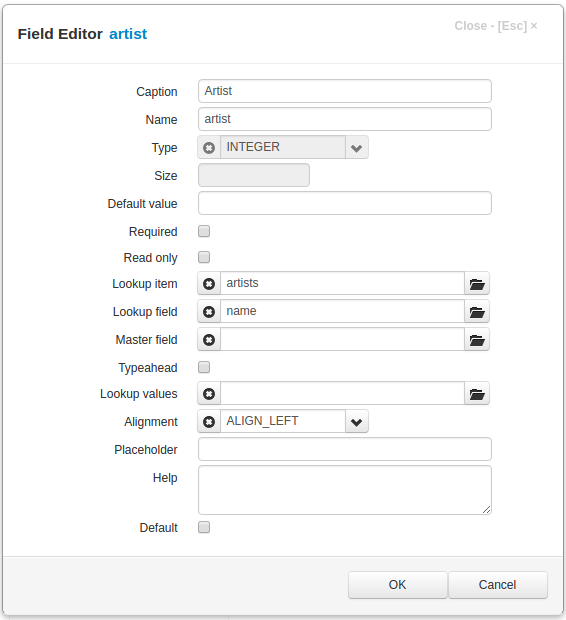 Close - [Esc] ×
Field Editor artist
Caption Artist
Name artist
Type INTEGER
Size
Default value
Required
Read only
Lookup item artists
Lookup field name
Master field
Typeahead
Lookup values
Alignment ALIGN_LEFT
Placeholder
Help
Default
OK Cancel